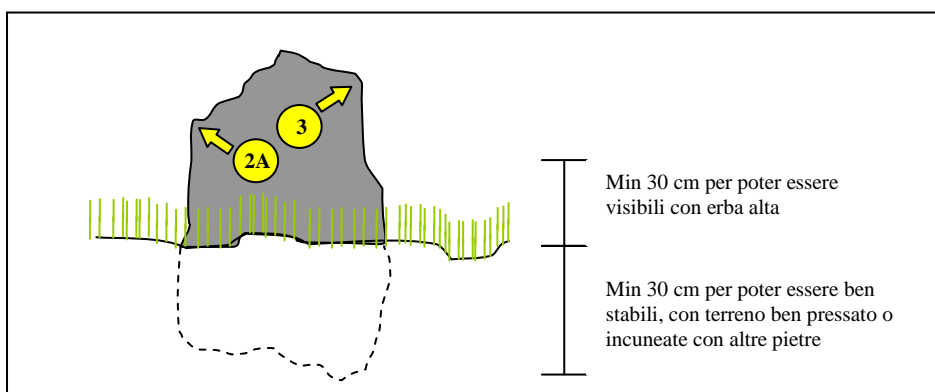 3
2A
Min 30 cm per poter essere
visibili con erba alta
Min 30 cm per poter essere ben
stabili, con terreno ben pressato o
incuneate con altre pietre